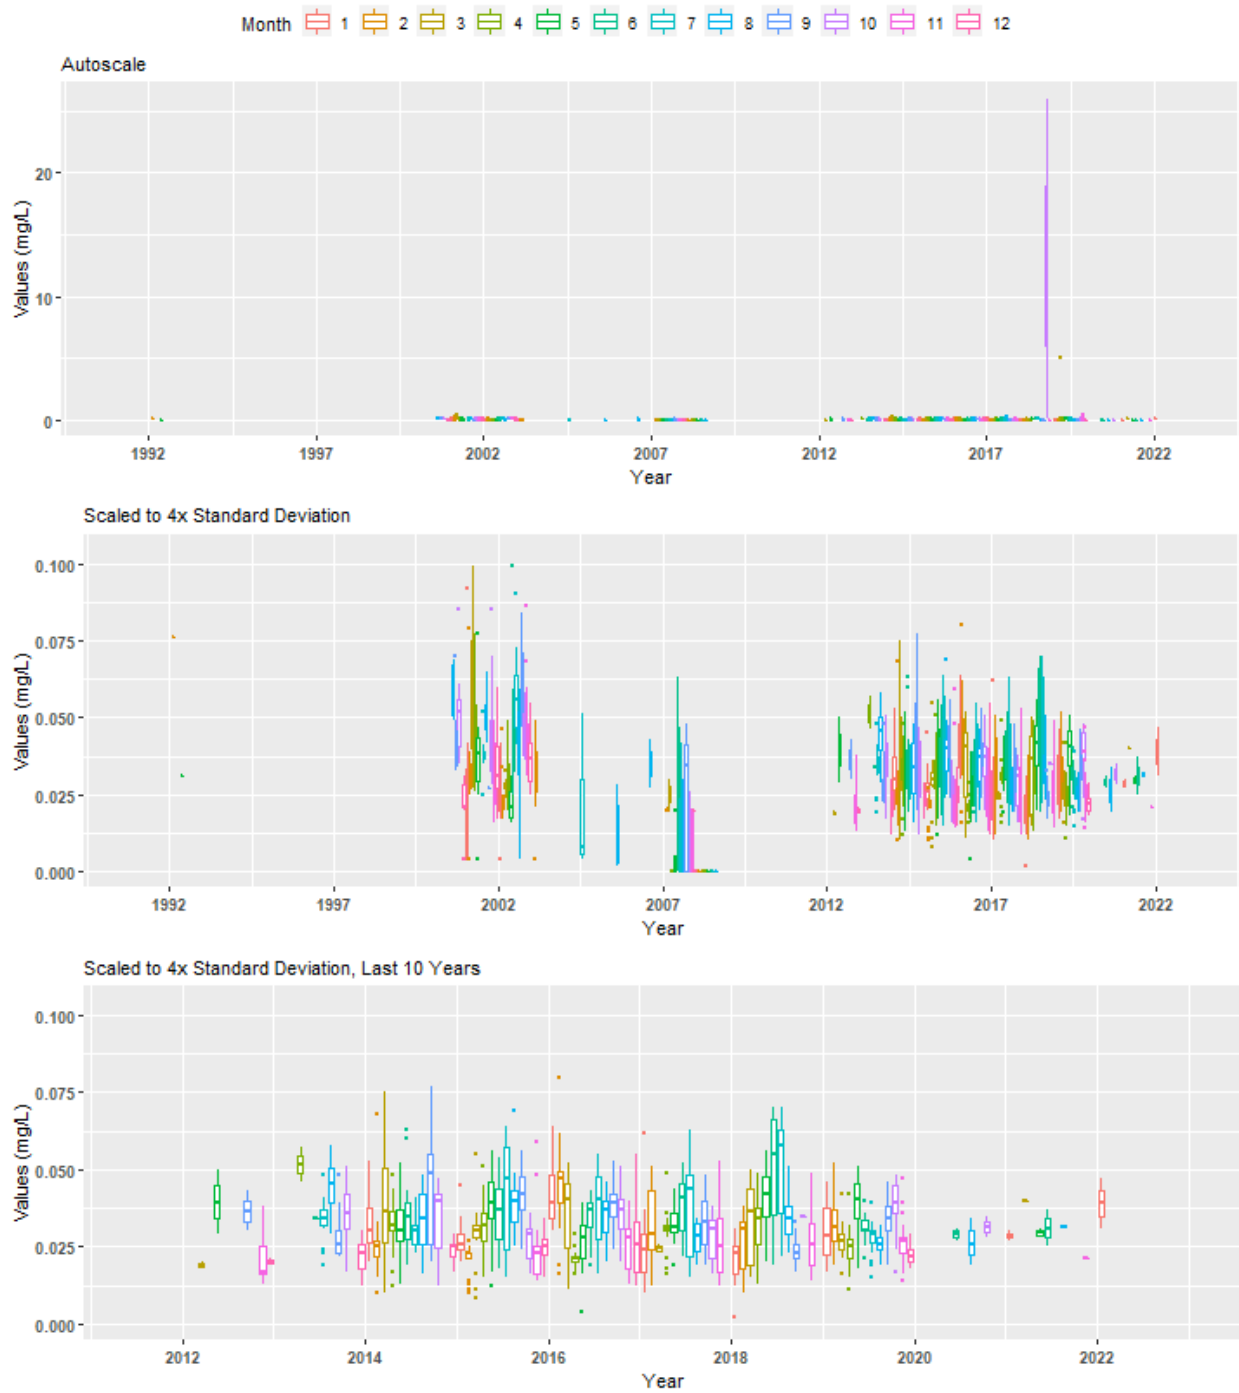 Month 1 2 3 4 5 6 7 8 9 10 11 12
Autoscale
Values (mg/L)
20
10
0
1992 1997 2002 2007 2012 2017 2022
Year
Scaled to 4x Standard Deviation
Values (mg/L)
0.100
0.075
0.050
0.025
0.000
1992 1997 2002 2007 2012 2017 2022
Year
Scaled to 4x Standard Deviation, Last 10 Years
Values (mg/L)
0.100
0.075
0.050
0.025
0.000
2012 2014 2016 2018 2020 2022
Year